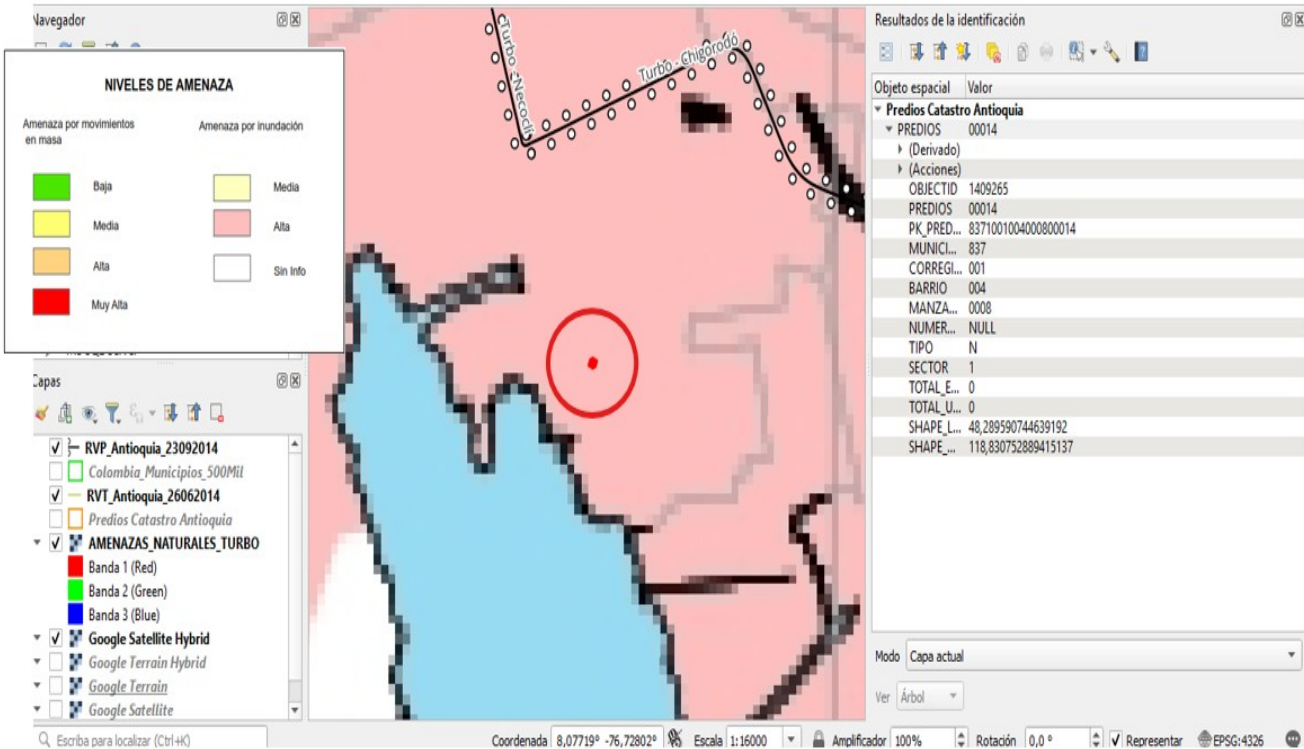 Navegador
NIVELES DE AMENAZA
Amenaza por movimientos
en masa
Amenaza por inundación
Baja
Media
Alta
Muy Alta
Media
Alta
Sin Info
Capas
RVP_Antioquia_23092014
Colombia_Municipios_500Mil
RVT_Antioquia_26062014
Predios Catastro Antioquia
AMENAZAS_NATURALES_TURBO
Banda 1 (Red)
Banda 2 (Green)
Banda 3 (Blue)
Google Satellite Hybrid
Google Terrain Hybrid
Google Terrain
Google Satellite
Turbo - Necoclí
Turbo - Chigorodó
Resultados de la identificación
Objeto espacial Valor
Predios Catastro Antioquia
PREDIOS 00014
(Derivado)
(Acciones)
OBJECTID 1409265
PREDIOS 00014
PK_PRED... 8371001004000800014
MUNICI... 837
CORREGI... 001
BARRIO 004
MANZA... 0008
NUMER... NULL
TIPO N
SECTOR 1
TOTAL_E... 0
TOTAL_U... 0
SHAPE_L... 48,289590744639192
SHAPE_... 118,830752889415137
Modo Capa actual
Ver Árbol
Escriba para localizar (Ctrl+K) Coordenada 8,07719° -76,72802° Escala 1:16000 Amplificador 100% Rotación 0,0 ° Representar EPSG:4326